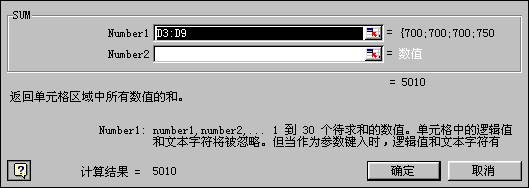 SUM
Number1 D3:D9 = {700;700;700;750
Number2 = 数值
= 5010
返回单元格区域中所有数值的和。
Number1: number1,number2,... 1 到 30 个待求和的数值。单元格中的逻辑值
和文本字符将被忽略。但当作为参数键入时，逻辑值和文本字符有
计算结果 = 5010 确定 取消